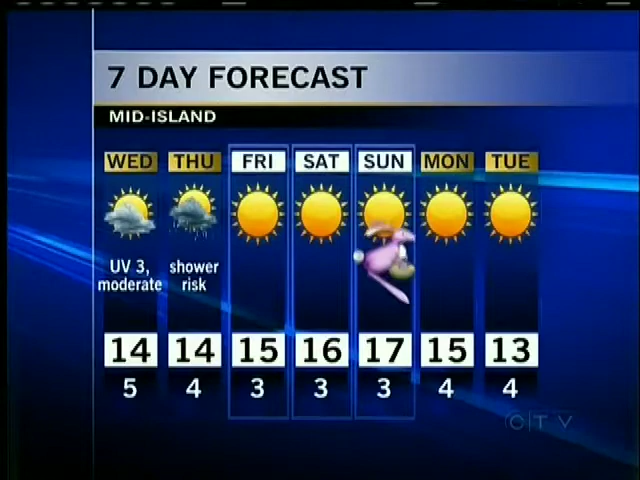 7 DAY FORECAST
MID-ISLAND
WED THU FRI SAT SUN MON TUE
UV 3, shower
moderate risk
14 14 15 16 17 15 13
5 4 3 3 3 4 4
CTV